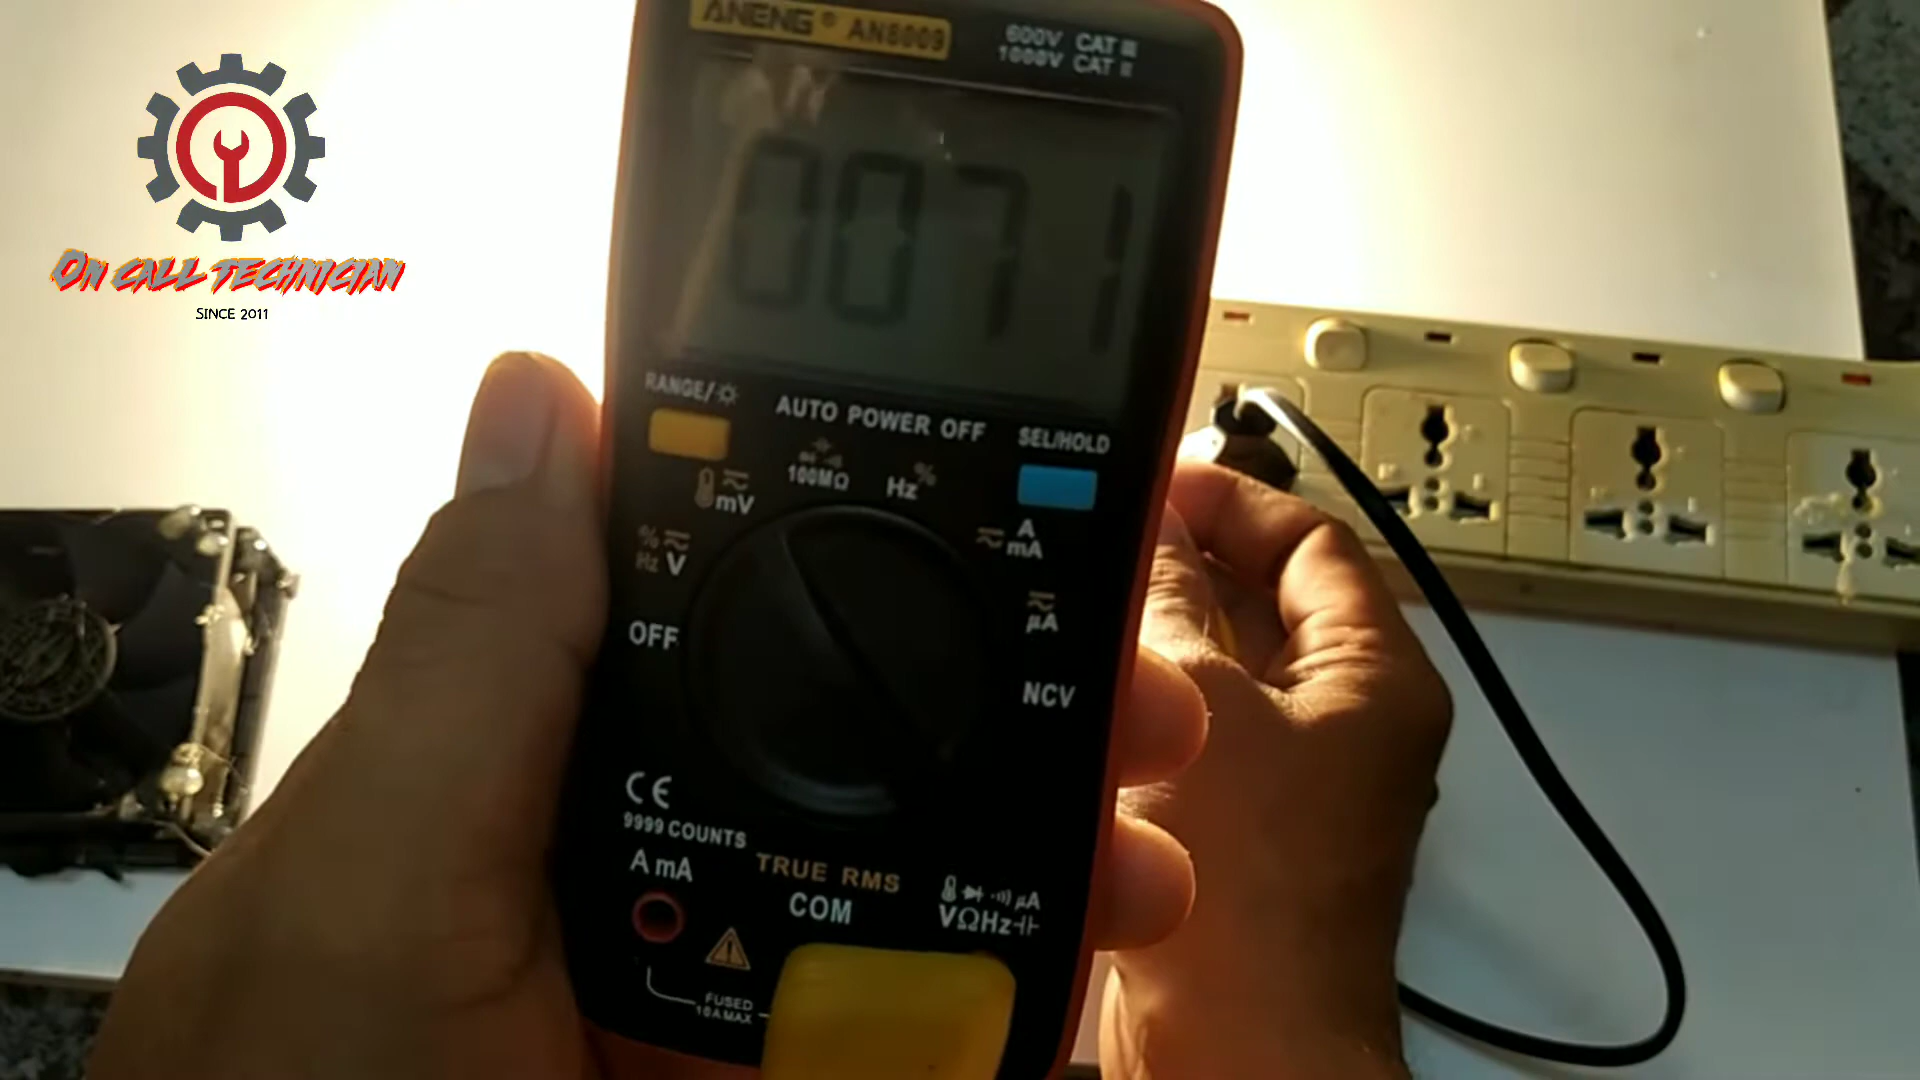 ANENG® AN8009
600V CAT III
1000V CAT II
On call technician
SINCE 2011
0071
RANGE/
AUTO POWER OFF
SEL/HOLD
mV
100MΩ
Hz%
% Hz V
A mA
µA
OFF
NCV
CE
9999 COUNTS
TRUE RMS
A mA
COM
µA
VΩHz
FUSED
10A MAX